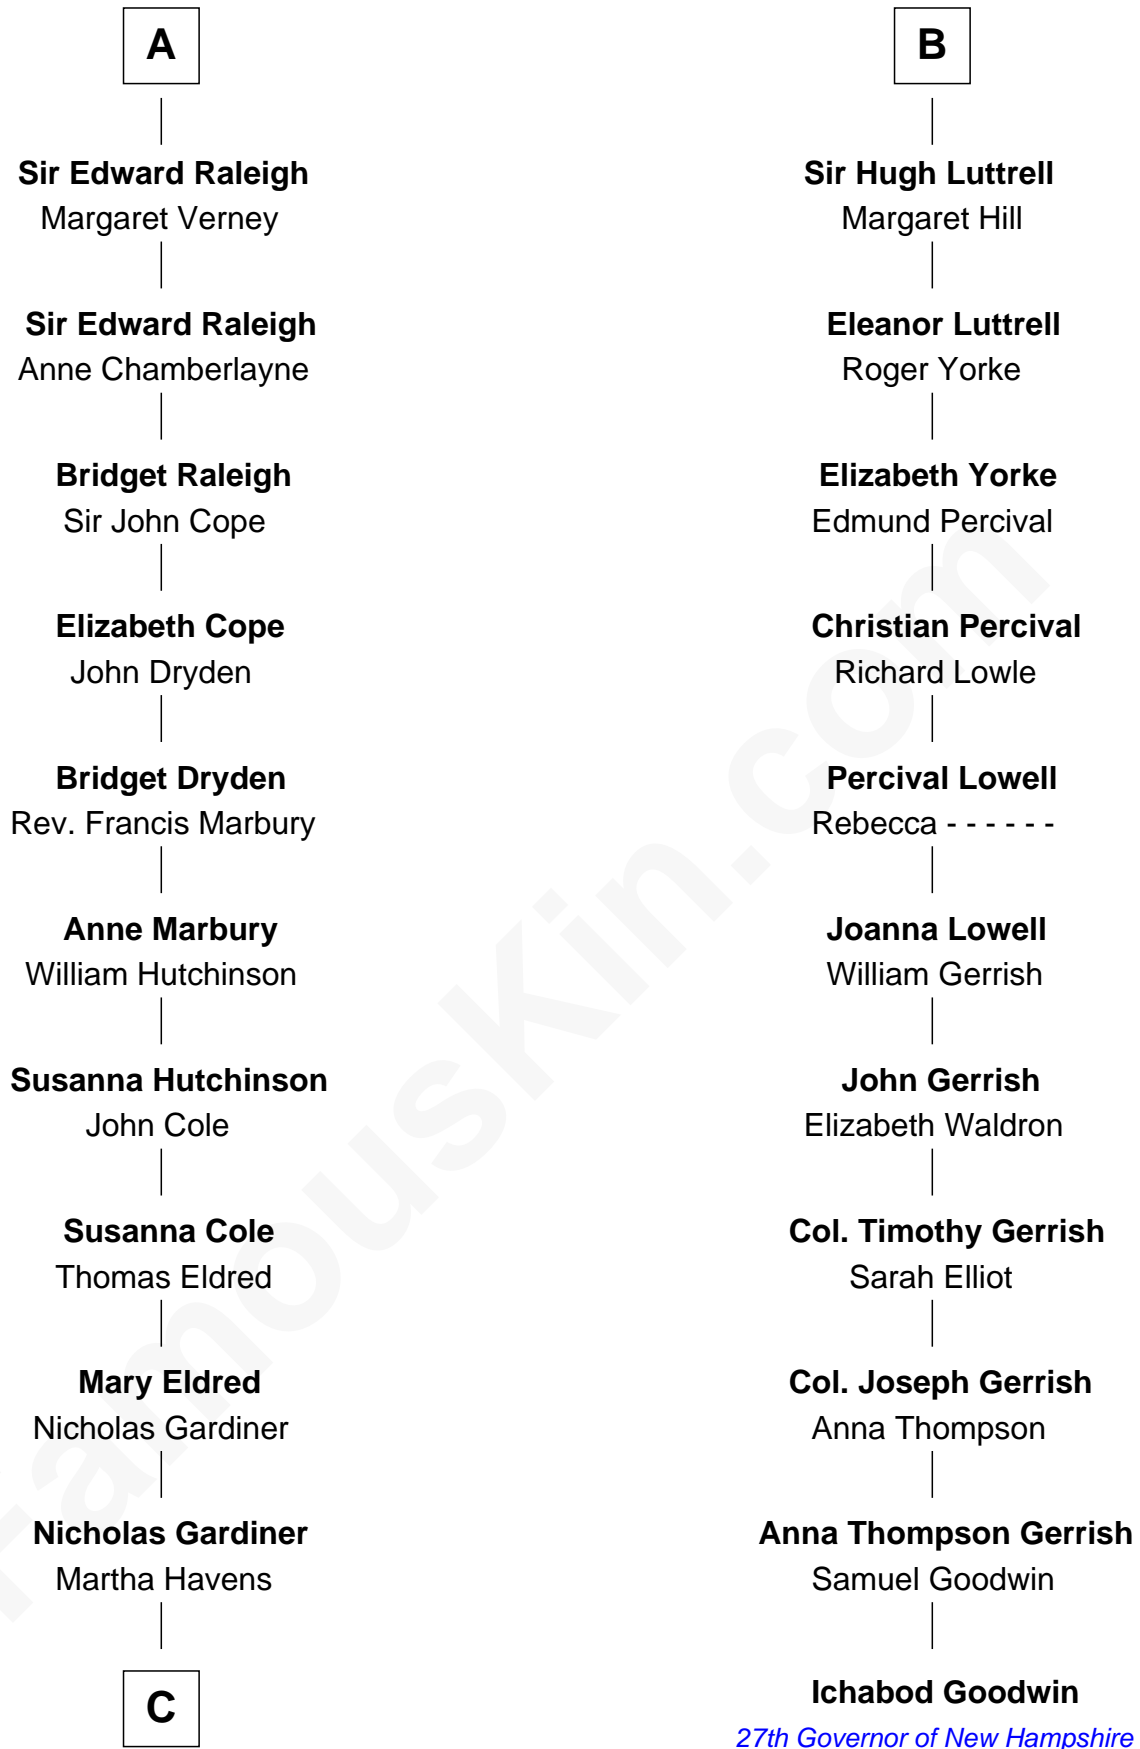 A
Sir Edward Raleigh
Margaret Verney
Sir Edward Raleigh
Anne Chamberlayne
Bridget Raleigh
Sir John Cope
Elizabeth Cope
John Dryden
Bridget Dryden
Rev. Francis Marbury
Anne Marbury
William Hutchinson
Susanna Hutchinson
John Cole
Susanna Cole
Thomas Eldred
Mary Eldred
Nicholas Gardiner
Nicholas Gardiner
Martha Havens
C
B
Sir Hugh Luttrell
Margaret Hill
Eleanor Luttrell
Roger Yorke
Elizabeth Yorke
Edmund Percival
Christian Percival
Richard Lowle
Percival Lowell
Rebecca - - - - - -
Joanna Lowell
William Gerrish
John Gerrish
Elizabeth Waldron
Col. Timothy Gerrish
Sarah Elliot
Col. Joseph Gerrish
Anna Thompson
Anna Thompson Gerrish
Samuel Goodwin
Ichabod Goodwin
27th Governor of New Hampshire
FamousKin.com